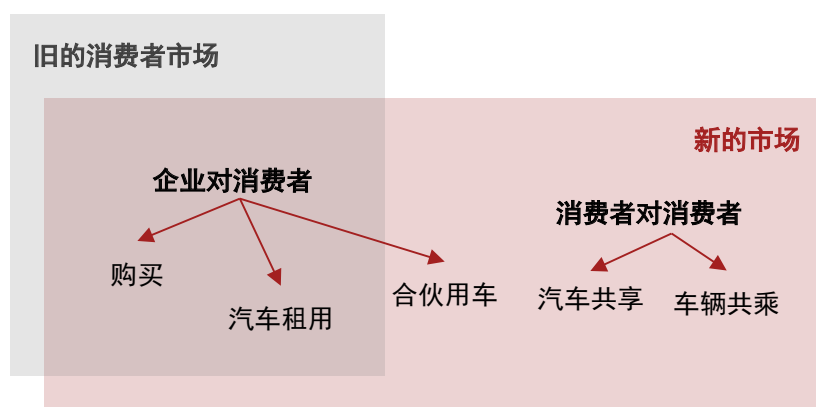 旧的消费者市场
新的市场
企业对消费者
消费者对消费者
购买
汽车租用
合伙用车
汽车共享
车辆共乘